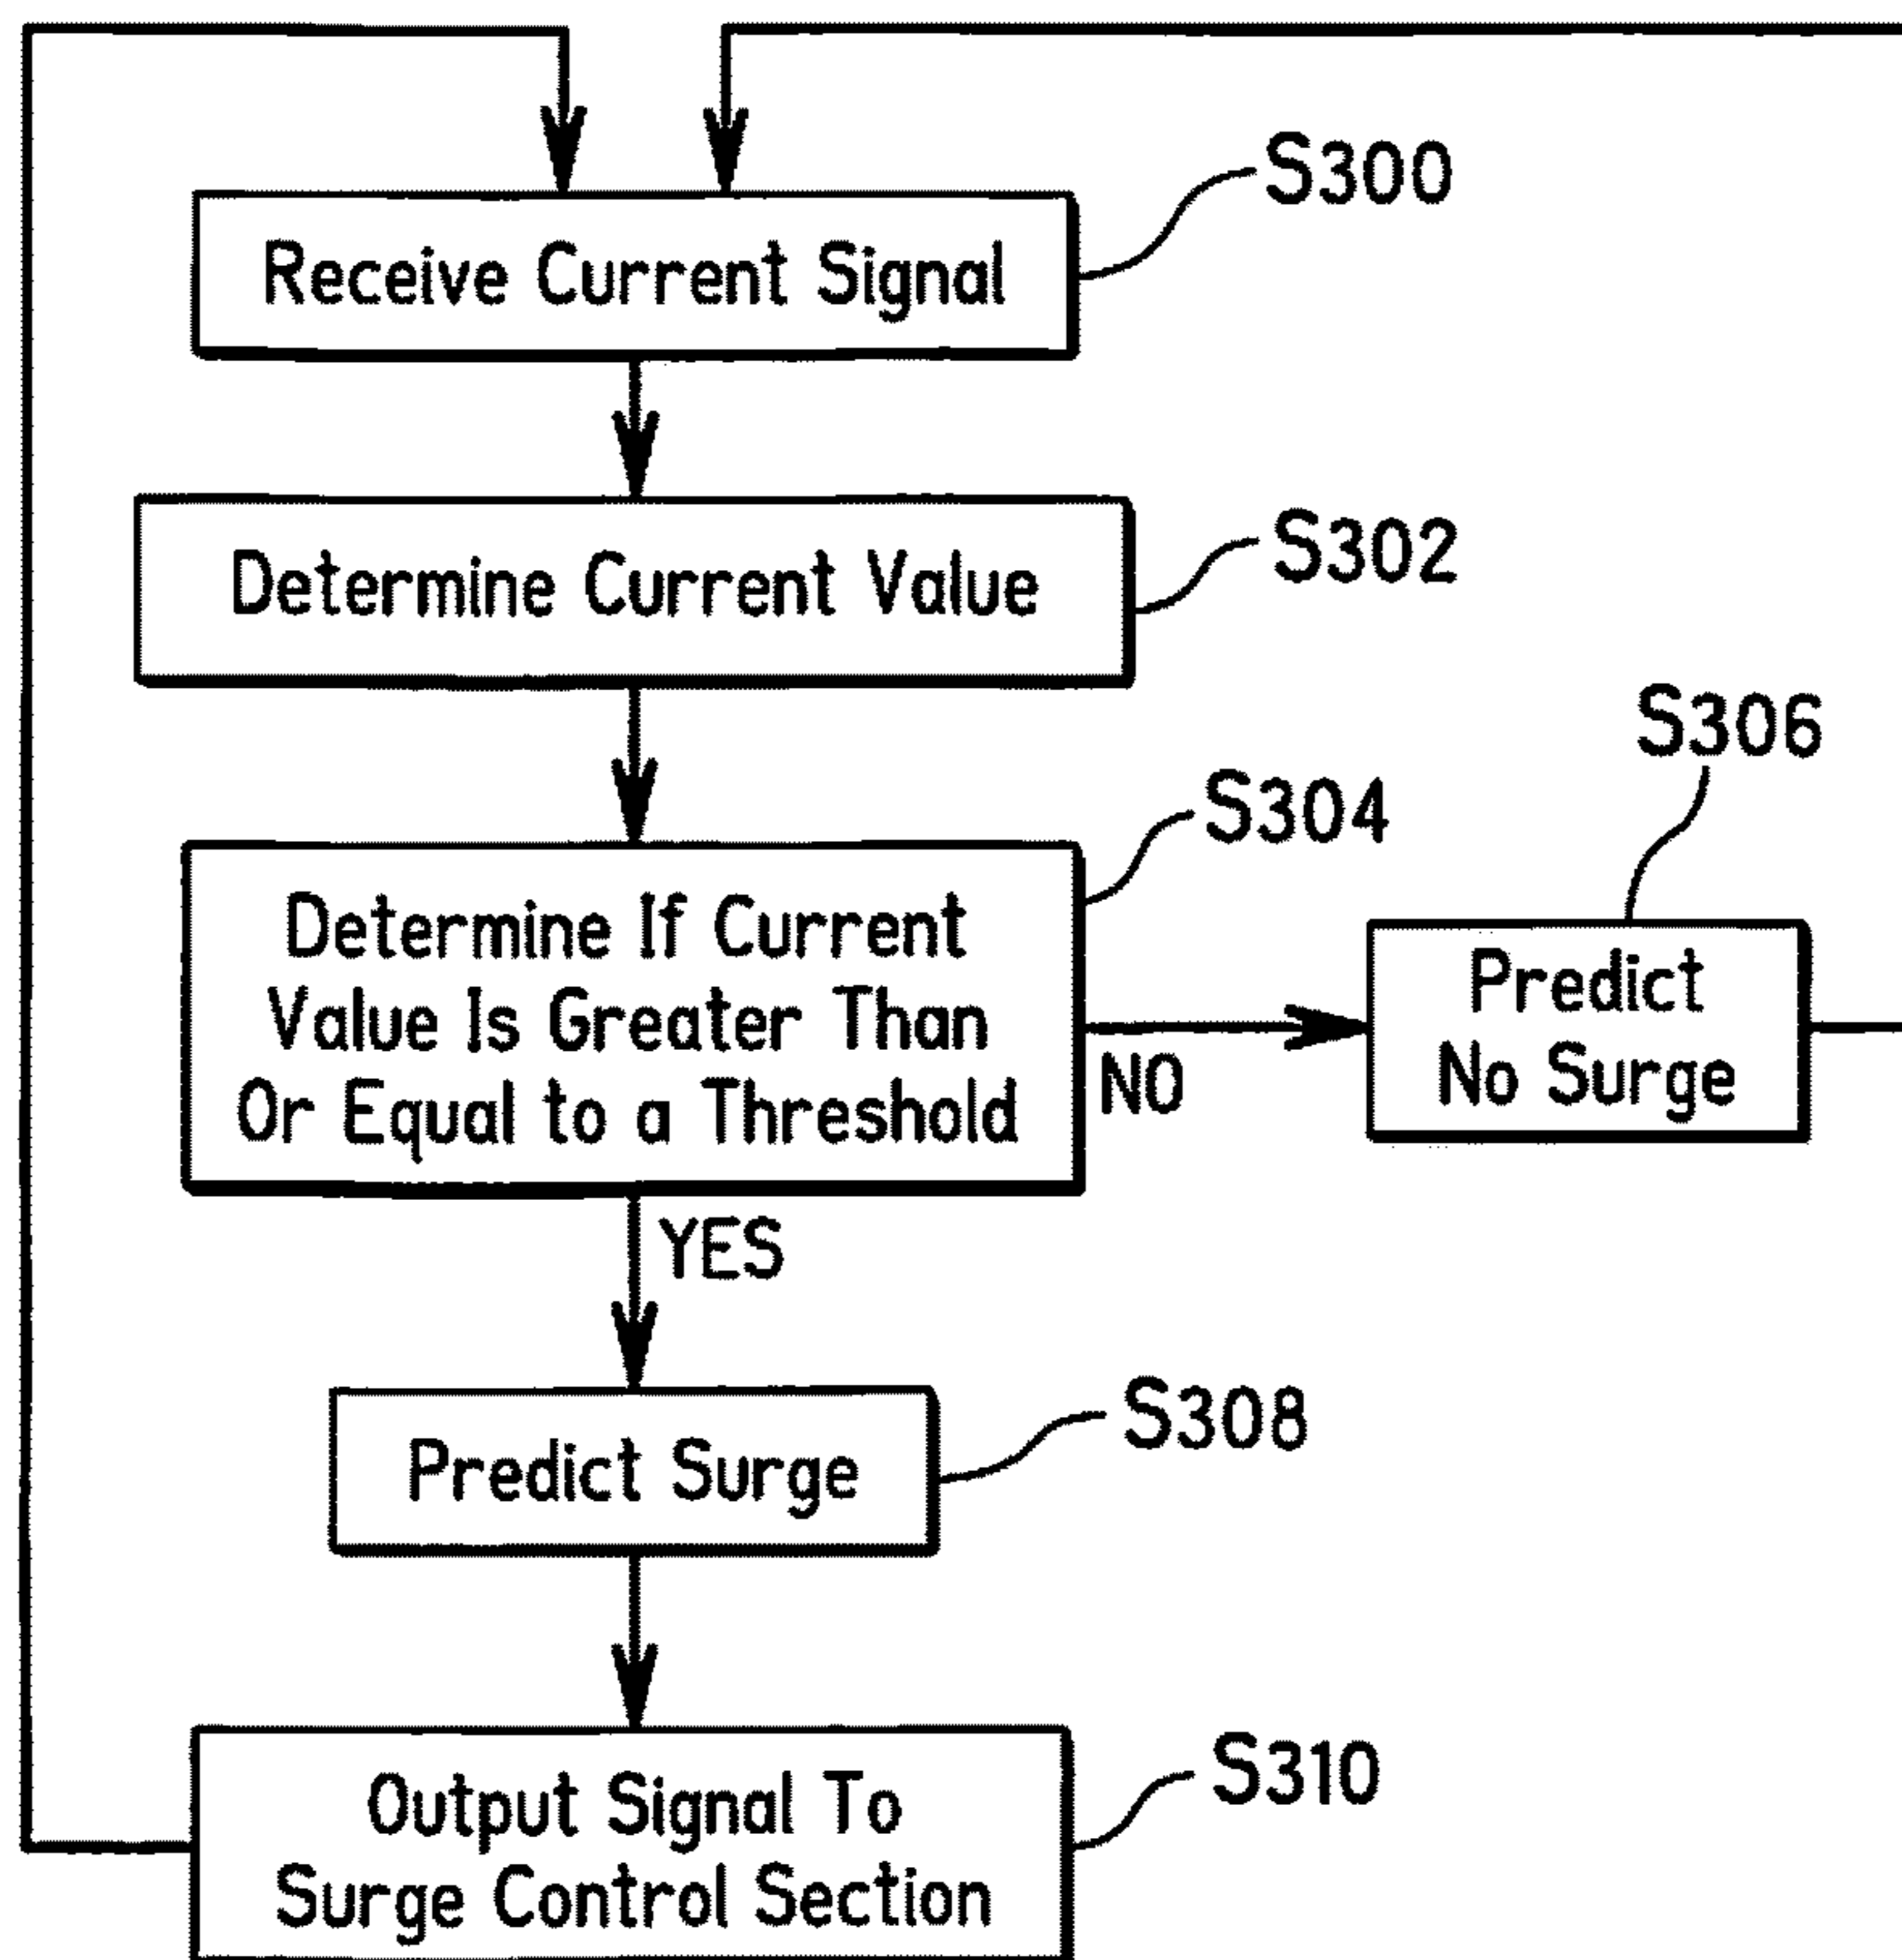 S300
Receive Current Signal
S302
Determine Current Value
S304
Determine If Current
Value Is Greater Than
Or Equal to a Threshold
NO
S306
Predict
No Surge
YES
S308
Predict Surge
S310
Output Signal To
Surge Control Section